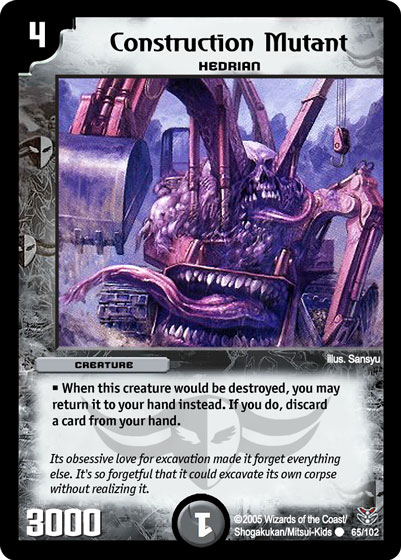 4
Construction Mutant
HEDRIAN
Illus. Sansyu
CREATURE
■ When this creature would be destroyed, you may
return it to your hand instead. If you do, discard
a card from your hand.
Its obsessive love for excavation made it forget everything
else. It's so forgetful that it could excavate its own corpse
without realizing it.
3000
1
©2005 Wizards of the Coast/
Shogakukan/Mitsui-Kids ● 65/102